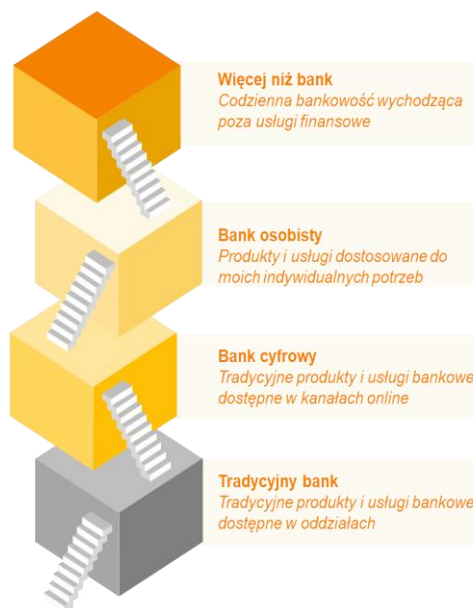 Więcej niż bank
Codzienna bankowość wychodząca
poza usługi finansowe
Bank osobisty
Produkty i usługi dostosowane do
moich indywidualnych potrzeb
Bank cyfrowy
Tradycyjne produkty i usługi bankowe
dostępne w kanałach online
Tradycyjny bank
Tradycyjne produkty i usługi bankowe
dostępne w oddziałach